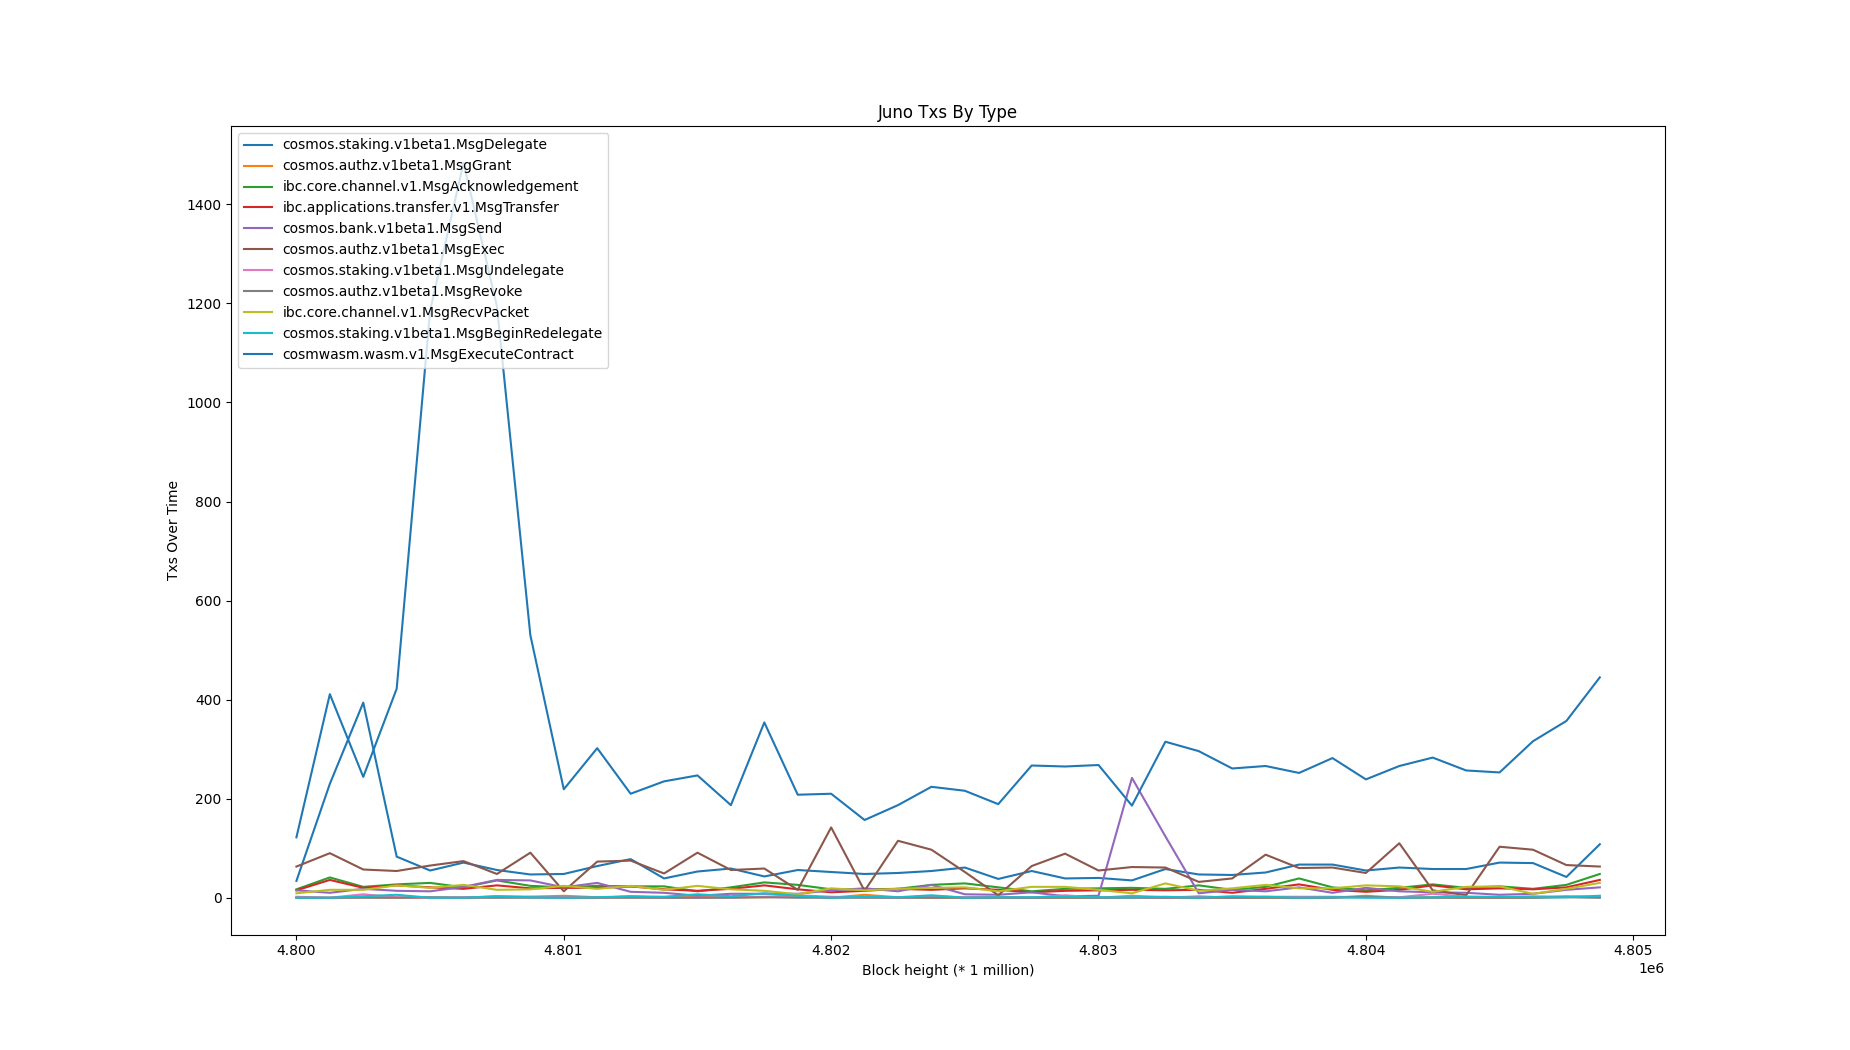 Juno Txs By Type
cosmos.staking.v1beta1.MsgDelegate
cosmos.authz.v1beta1.MsgGrant
ibc.core.channel.v1.MsgAcknowledgement
ibc.applications.transfer.v1.MsgTransfer
cosmos.bank.v1beta1.MsgSend
cosmos.authz.v1beta1.MsgExec
cosmos.staking.v1beta1.MsgUndelegate
cosmos.authz.v1beta1.MsgRevoke
ibc.core.channel.v1.MsgRecvPacket
cosmos.staking.v1beta1.MsgBeginRedelegate
cosmwasm.wasm.v1.MsgExecuteContract
1400
1200
1000
800
600
400
200
0
Txs Over Time
4.800 4.801 4.802 4.803 4.804 4.805
1e6
Block height (* 1 million)